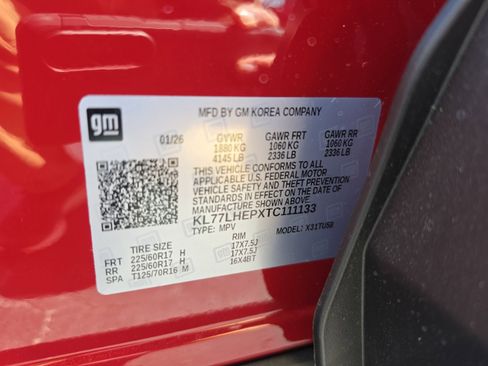 gm
MFD BY GM KOREA COMPANY
01/26 GVWR GAWR FRT GAWR RR
1880 KG 1060 KG 1060 KG
4145 LB 2336 LB 2336 LB
THIS VEHICLE CONFORMS TO ALL
APPLICABLE U.S. FEDERAL MOTOR
VEHICLE SAFETY STANDARDS IN
EFFECT ON THE DATE OF
MANUFACTURE SHOWN ABOVE.
KL77LHEPXTC111133
TYPE: MPV MODEL: X31TU58
TIRE SIZE RIM
FRT 225/60R17 H 17X7.5J
RR 225/60R17 H 17X7.5J
SPA T125/70R16 M 16X4BT